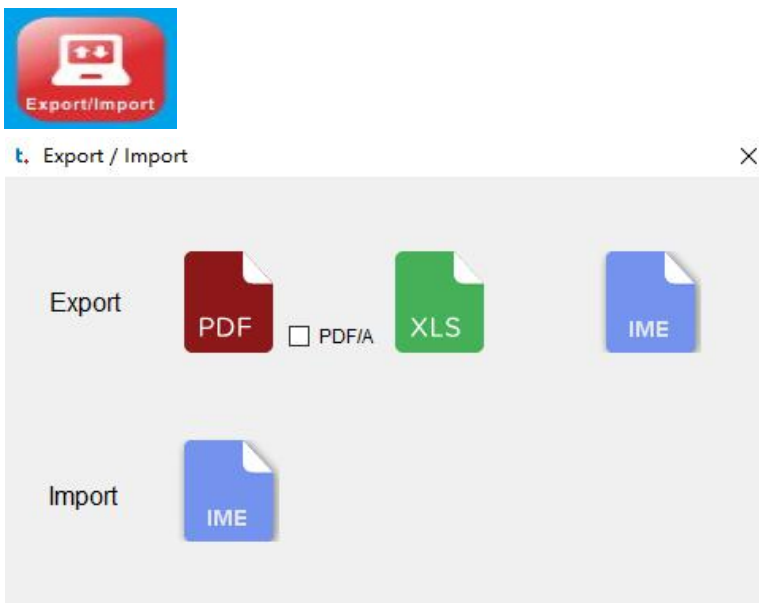 Export/Import
t. Export / Import
Export
PDF
PDF/A
XLS
IME
Import
IME